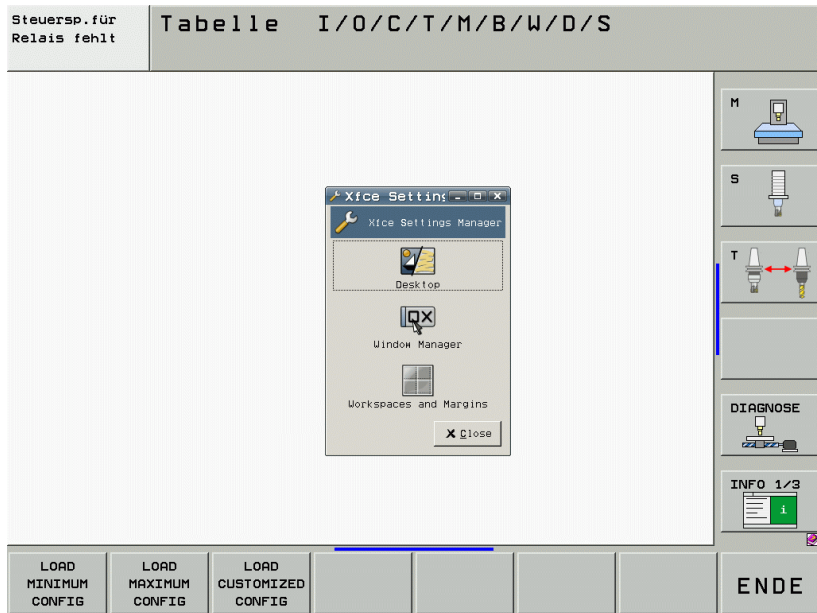 Steuersp.für
Relais fehlt
Tabelle I/O/C/T/M/B/W/D/S
M
S
T
DIAGNOSE
INFO 1/3
i
Xfce Setting
Xfce Settings Manager
Desktop
Window Manager
Workspaces and Margins
Close
LOAD
MINIMUM
CONFIG
LOAD
MAXIMUM
CONFIG
LOAD
CUSTOMIZED
CONFIG
ENDE